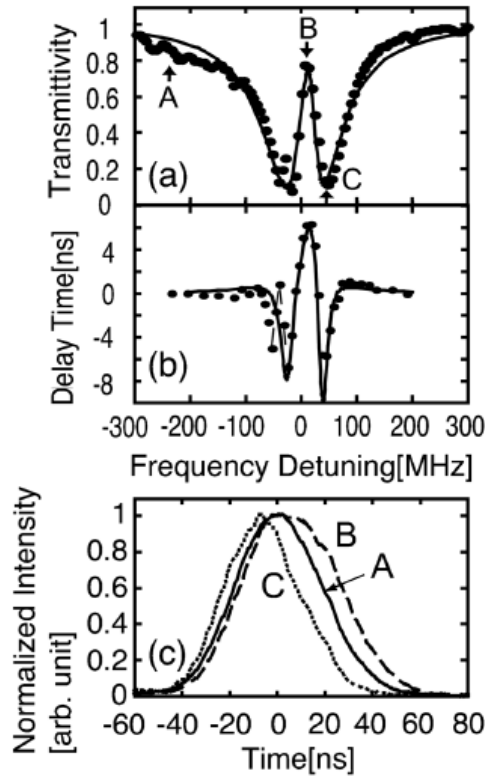 1
0.8
0.6
0.4
0.2
0
Transmittivity
A
B
C
(a)
6
4
0
-4
-8
Delay Time[ns]
(b)
-300 -200 -100 0 100 200 300
Frequency Detuning[MHz]
1
0.8
0.6
0.4
0.2
0
Normalized Intensity
[arb. unit]
B
A
C
(c)
-60 -40 -20 0 20 40 60 80
Time[ns]